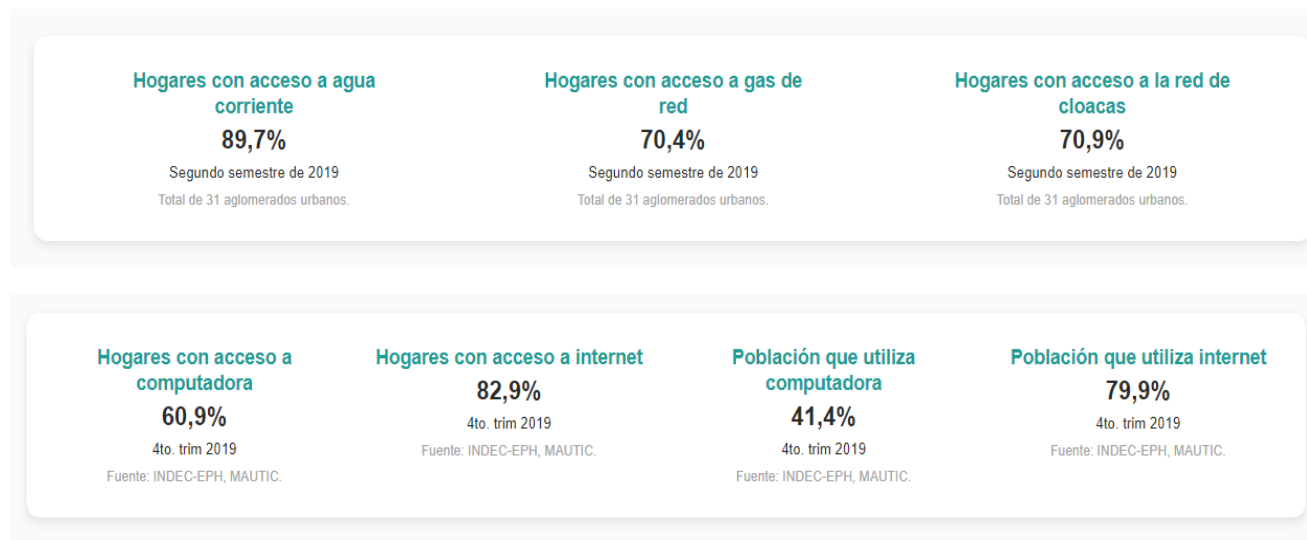 Hogares con acceso a agua
corriente
89,7%
Segundo semestre de 2019
Total de 31 aglomerados urbanos.
Hogares con acceso a gas de
red
70,4%
Segundo semestre de 2019
Total de 31 aglomerados urbanos.
Hogares con acceso a la red de
cloacas
70,9%
Segundo semestre de 2019
Total de 31 aglomerados urbanos.
Hogares con acceso a
computadora
60,9%
4to. trim 2019
Fuente: INDEC-EPH, MAUTIC.
Hogares con acceso a internet
82,9%
4to. trim 2019
Fuente: INDEC-EPH, MAUTIC.
Población que utiliza
computadora
41,4%
4to. trim 2019
Fuente: INDEC-EPH, MAUTIC.
Población que utiliza internet
79,9%
4to. trim 2019
Fuente: INDEC-EPH, MAUTIC.